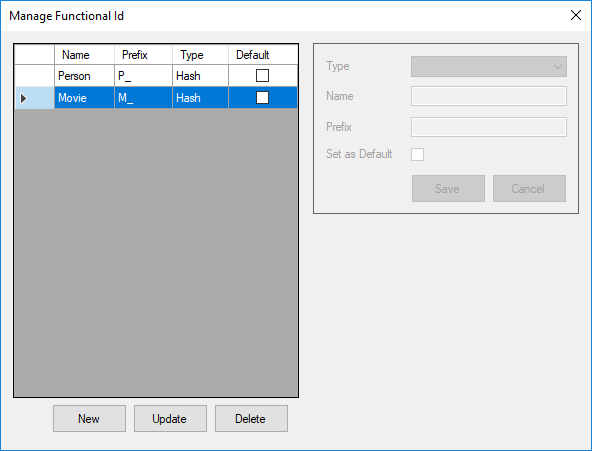 Manage Functional Id
Name Prefix Type Default
Person P_ Hash
Movie M_ Hash
New Update Delete
Type
Name
Prefix
Set as Default
Save Cancel